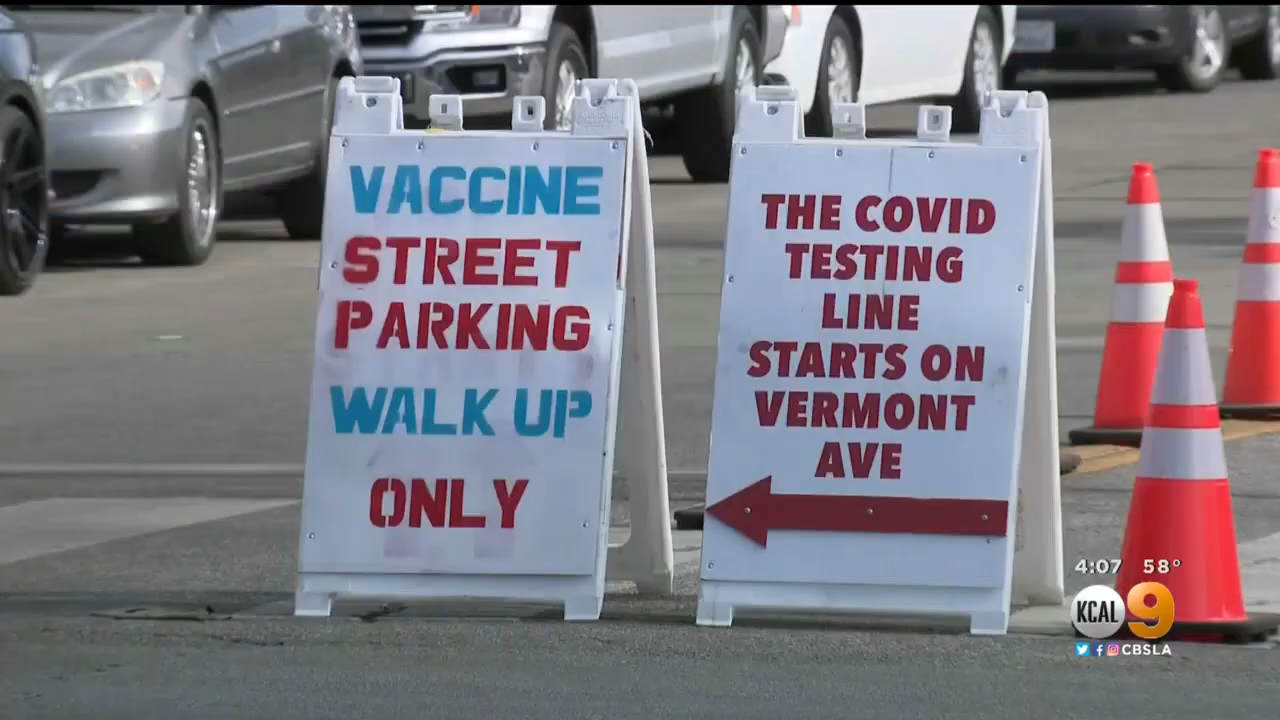 VACCINE
STREET
PARKING
WALK UP
ONLY
THE COVID
TESTING
LINE
STARTS ON
VERMONT
AVE
4:07 58°
KCAL 9
CBSLA